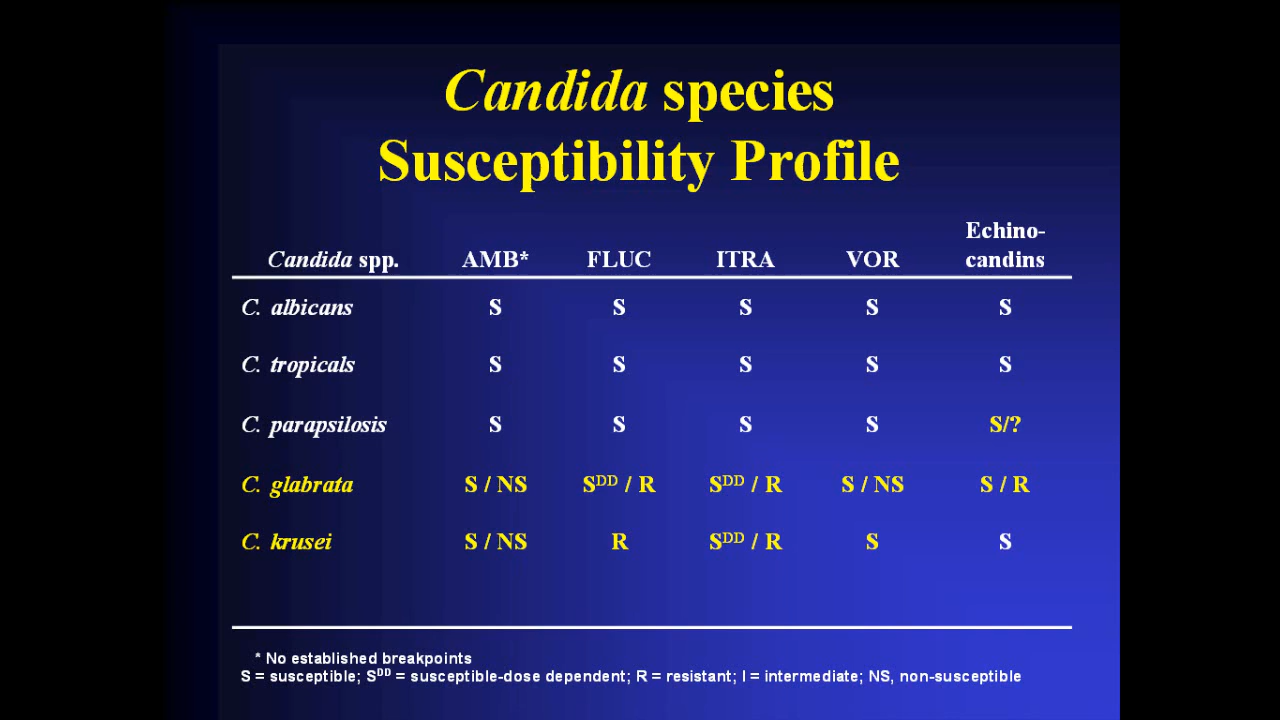 Candida species
Susceptibility Profile
Candida spp. AMB* FLUC ITRA VOR Echino-
candins
C. albicans S S S S S
C. tropicals S S S S S
C. parapsilosis S S S S S/?
C. glabrata S / NS SDD / R SDD / R S / NS S / R
C. krusei S / NS R SDD / R S S
* No established breakpoints
S = susceptible; SDD = susceptible-dose dependent; R = resistant; I = intermediate; NS, non-susceptible